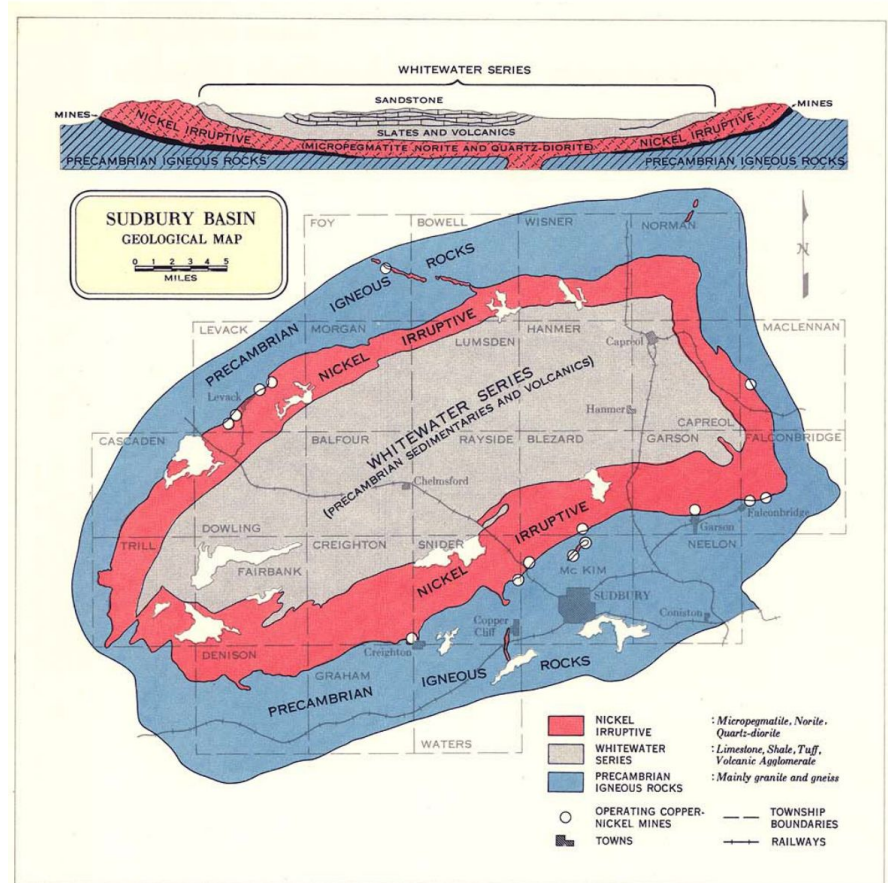 WHITEWATER SERIES
SANDSTONE
MINES
MINES
SLATES AND VOLCANICS
NICKEL IRRUPTIVE
NICKEL IRRUPTIVE
(MICROPEGMATITE, NORITE AND QUARTZ-DIORITE)
PRECAMBRIAN IGNEOUS ROCKS
PRECAMBRIAN IGNEOUS ROCKS
SUDBURY BASIN
GEOLOGICAL MAP
0 1 2 3 4 5
MILES
N
FOY
BOWELL
WISNER
NORMAN
PRECAMBRIAN IGNEOUS ROCKS
LEVACK
MORGAN
NICKEL IRRUPTIVE
LUMSDEN
HANMER
MACLENNAN
Capreol
Levack
WHITEWATER SERIES
(PRECAMBRIAN SEDIMENTARIES AND VOLCANICS)
Hanmer
CAPREOL
CASCADEN
BALFOUR
RAYSIDE
BLEZARD
GARSON
FALCONBRIDGE
Chelmsford
Falconbridge
Garson
DOWLING
TRILL
CREIGHTON
SNIDER
NICKEL IRRUPTIVE
NEELON
FAIRBANK
Mc KIM
SUDBURY
Coniston
Copper
Cliff
Creighton
DENISON
GRAHAM
PRECAMBRIAN IGNEOUS ROCKS
WATERS
NICKEL IRRUPTIVE : Micropegmatite, Norite, Quartz-diorite
WHITEWATER SERIES : Limestone, Shale, Tuff, Volcanic Agglomerate
PRECAMBRIAN IGNEOUS ROCKS : Mainly granite and gneiss
OPERATING COPPER-NICKEL MINES
TOWNSHIP BOUNDARIES
TOWNS
RAILWAYS